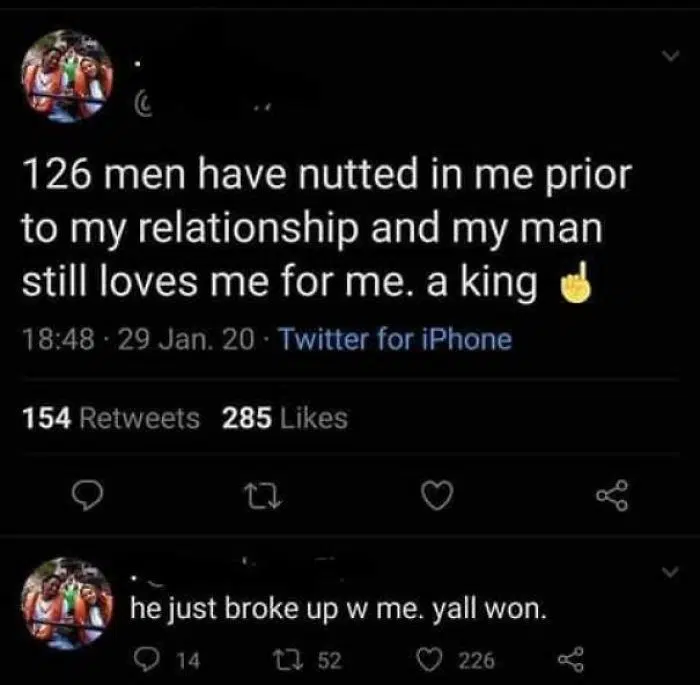 126 men have nutted in me prior
to my relationship and my man
still loves me for me. a king ☝
18:48 · 29 Jan. 20 · Twitter for iPhone
154 Retweets 285 Likes
he just broke up w me. yall won.
14 52 226